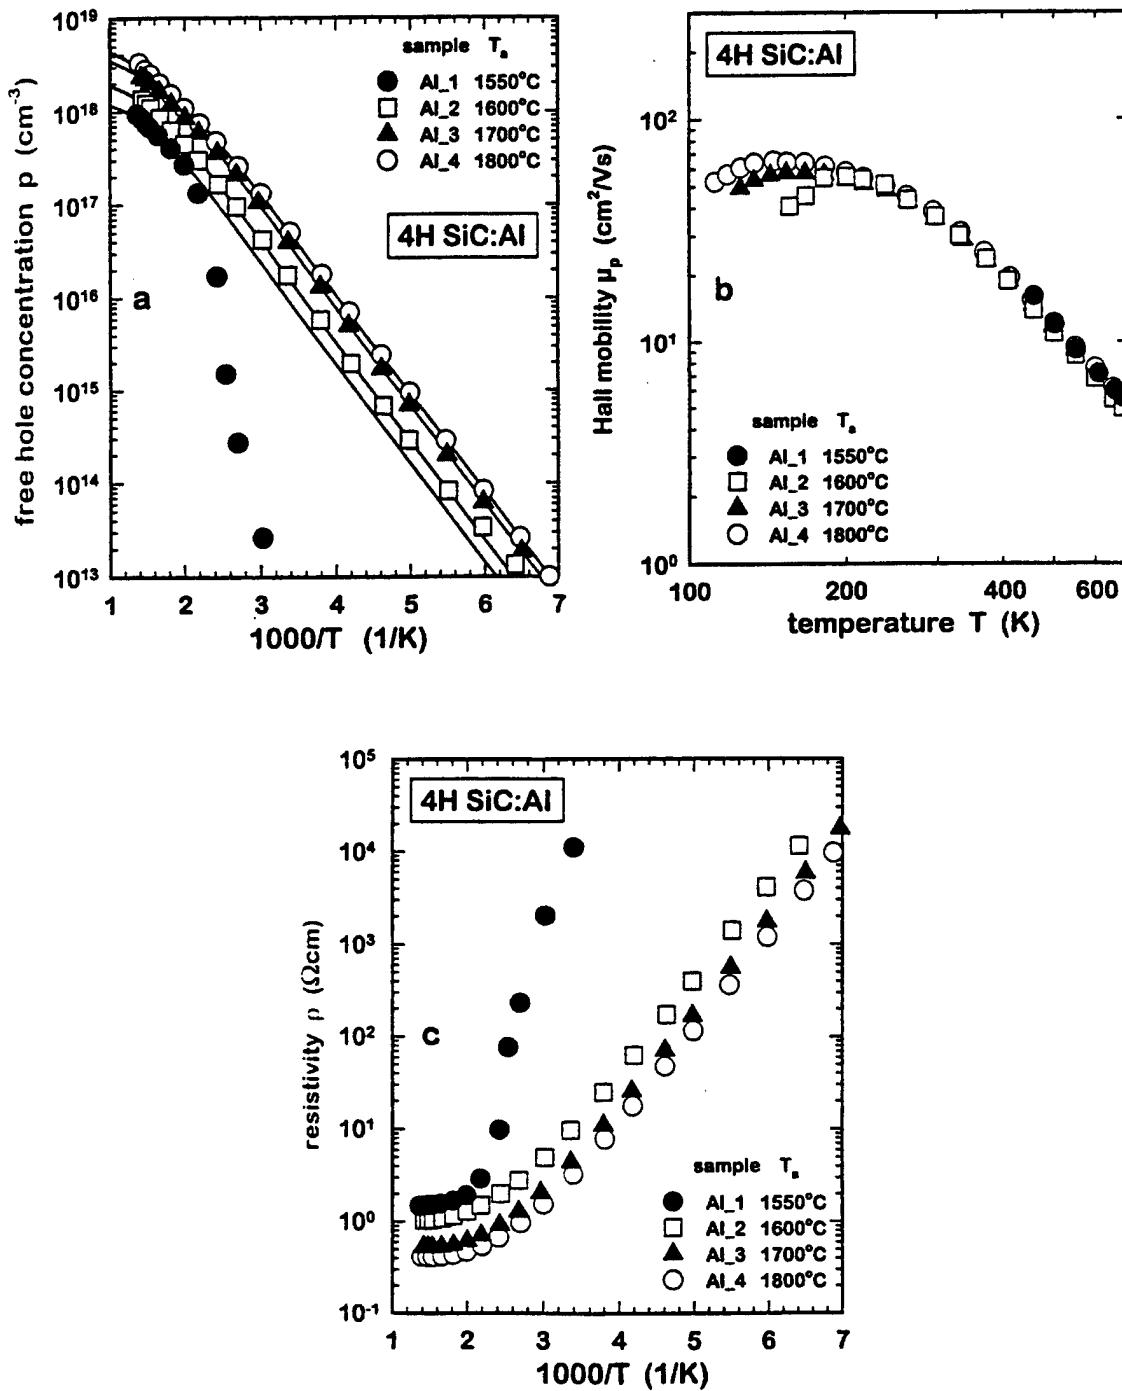 free hole concentration p (cm⁻³)
10¹⁹
10¹⁸
10¹⁷
10¹⁶
10¹⁵
10¹⁴
10¹³
sample Tₐ
Al_1 1550°C
Al_2 1600°C
Al_3 1700°C
Al_4 1800°C
4H SiC:Al
a
1 2 3 4 5 6 7
1000/T (1/K)
Hall mobility μₚ (cm²/Vs)
10²
10¹
10⁰
4H SiC:Al
b
sample Tₐ
Al_1 1550°C
Al_2 1600°C
Al_3 1700°C
Al_4 1800°C
100 200 400 600
temperature T (K)
resistivity ρ (Ωcm)
10⁵
10⁴
10³
10²
10¹
10⁰
10⁻¹
4H SiC:Al
c
sample Tₐ
Al_1 1550°C
Al_2 1600°C
Al_3 1700°C
Al_4 1800°C
1 2 3 4 5 6 7
1000/T (1/K)